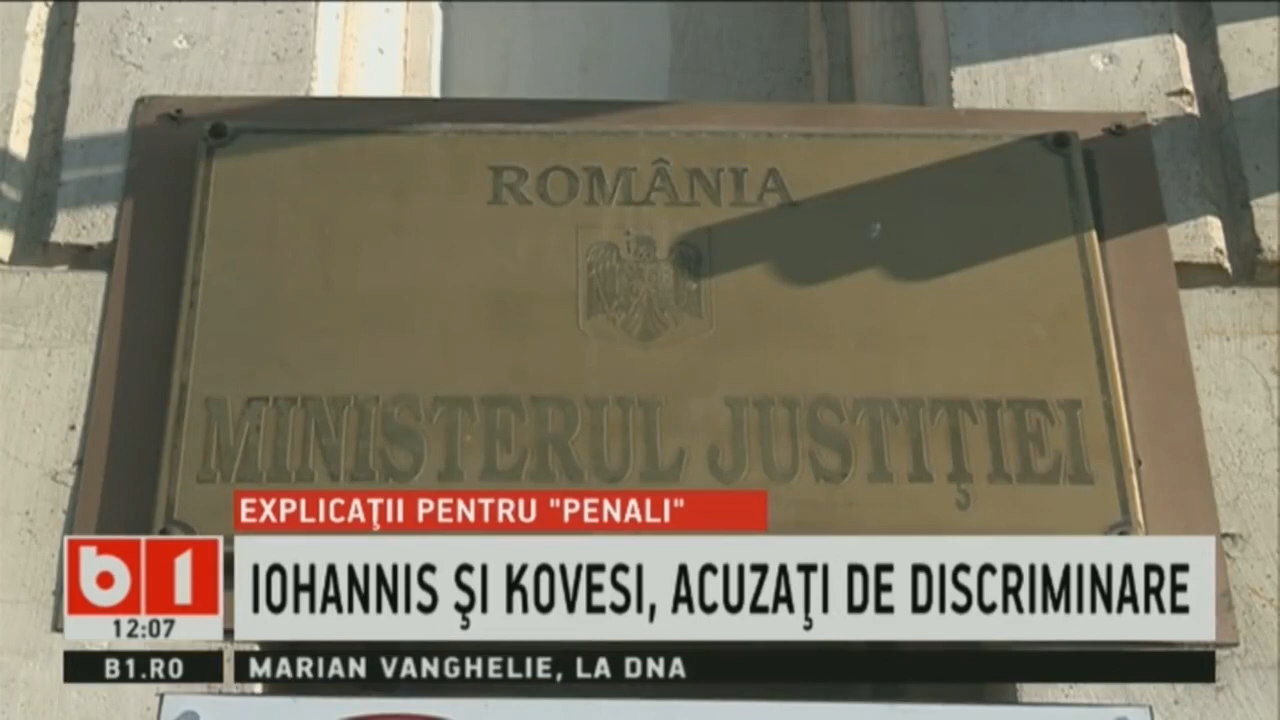 ROMÂNIA
MINISTERUL JUSTIŢIEI
EXPLICAŢII PENTRU "PENALI"
b1
IOHANNIS ŞI KOVESI, ACUZAŢI DE DISCRIMINARE
12:07
B1.RO
MARIAN VANGHELIE, LA DNA